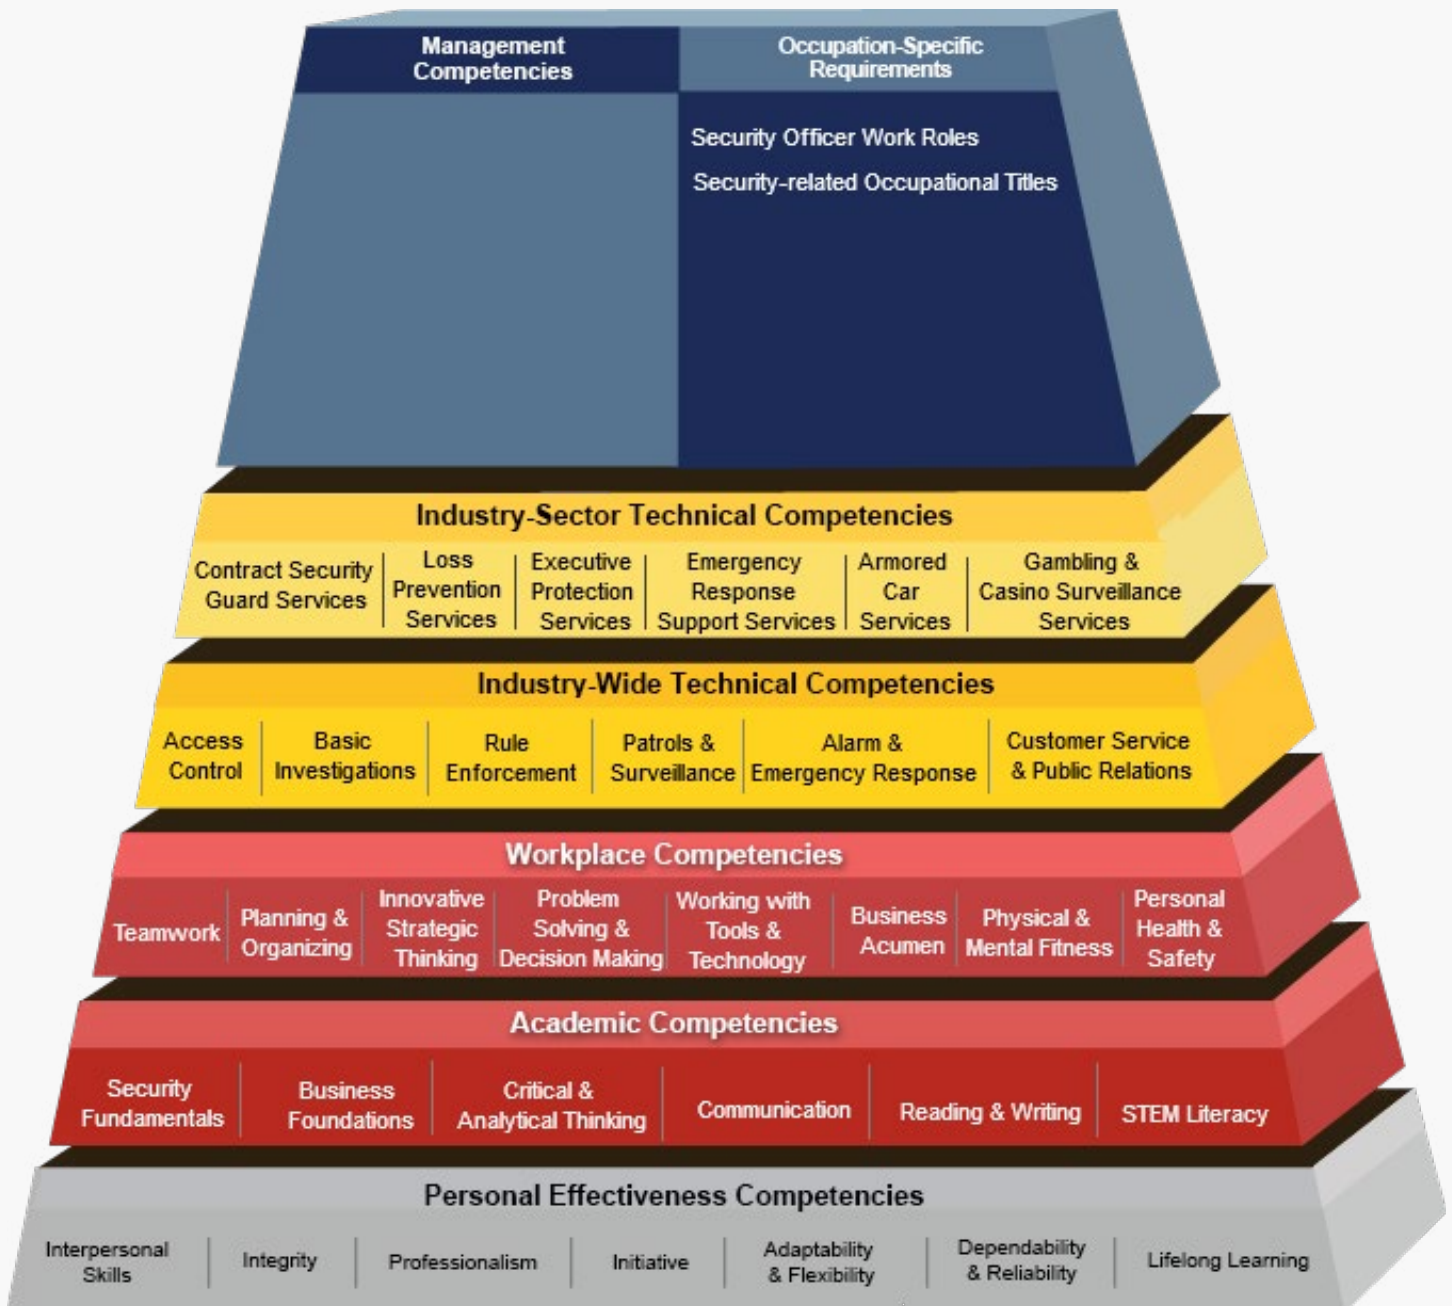 Management
Competencies
Occupation-Specific
Requirements
Security Officer Work Roles
Security-related Occupational Titles
Industry-Sector Technical Competencies
Contract Security
Guard Services
Loss
Prevention
Services
Executive
Protection
Services
Emergency
Response
Support Services
Armored
Car
Services
Gambling &
Casino Surveillance
Services
Industry-Wide Technical Competencies
Access
Control
Basic
Investigations
Rule
Enforcement
Patrols &
Surveillance
Alarm &
Emergency Response
Customer Service
& Public Relations
Workplace Competencies
Teamwork
Planning &
Organizing
Innovative
Strategic
Thinking
Problem
Solving &
Decision Making
Working with
Tools &
Technology
Business
Acumen
Physical &
Mental Fitness
Personal
Health &
Safety
Academic Competencies
Security
Fundamentals
Business
Foundations
Critical &
Analytical Thinking
Communication
Reading & Writing
STEM Literacy
Personal Effectiveness Competencies
Interpersonal
Skills
Integrity
Professionalism
Initiative
Adaptability
& Flexibility
Dependability
& Reliability
Lifelong Learning